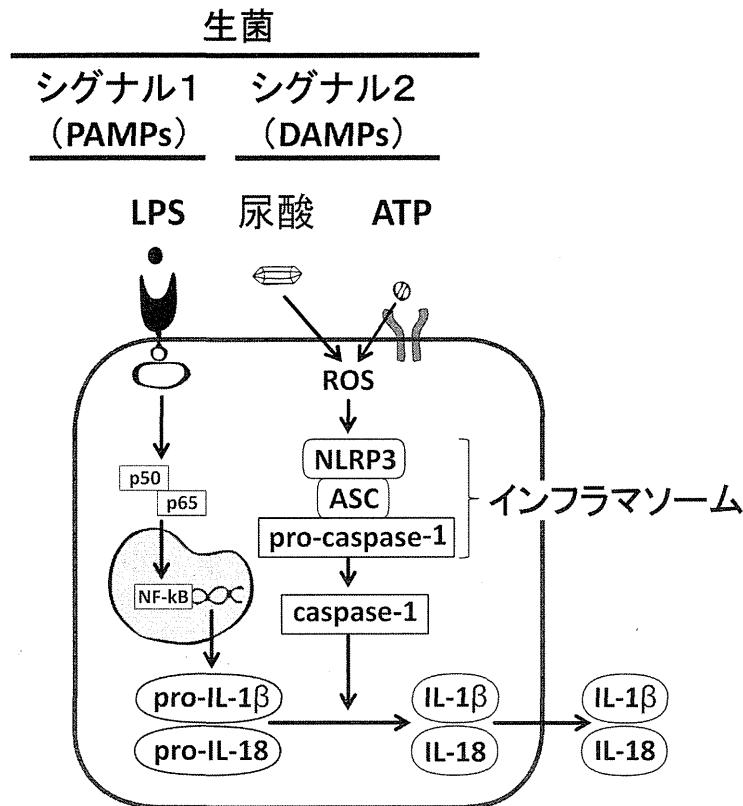 生菌
シグナル1 シグナル2
（PAMPs） （DAMPs）
LPS 尿酸 ATP
ROS
NLRP3
ASC
pro-caspase-1
インフラマソーム
p50
p65
NF-kB
caspase-1
pro-IL-1β IL-1β IL-1β
pro-IL-18 IL-18 IL-18